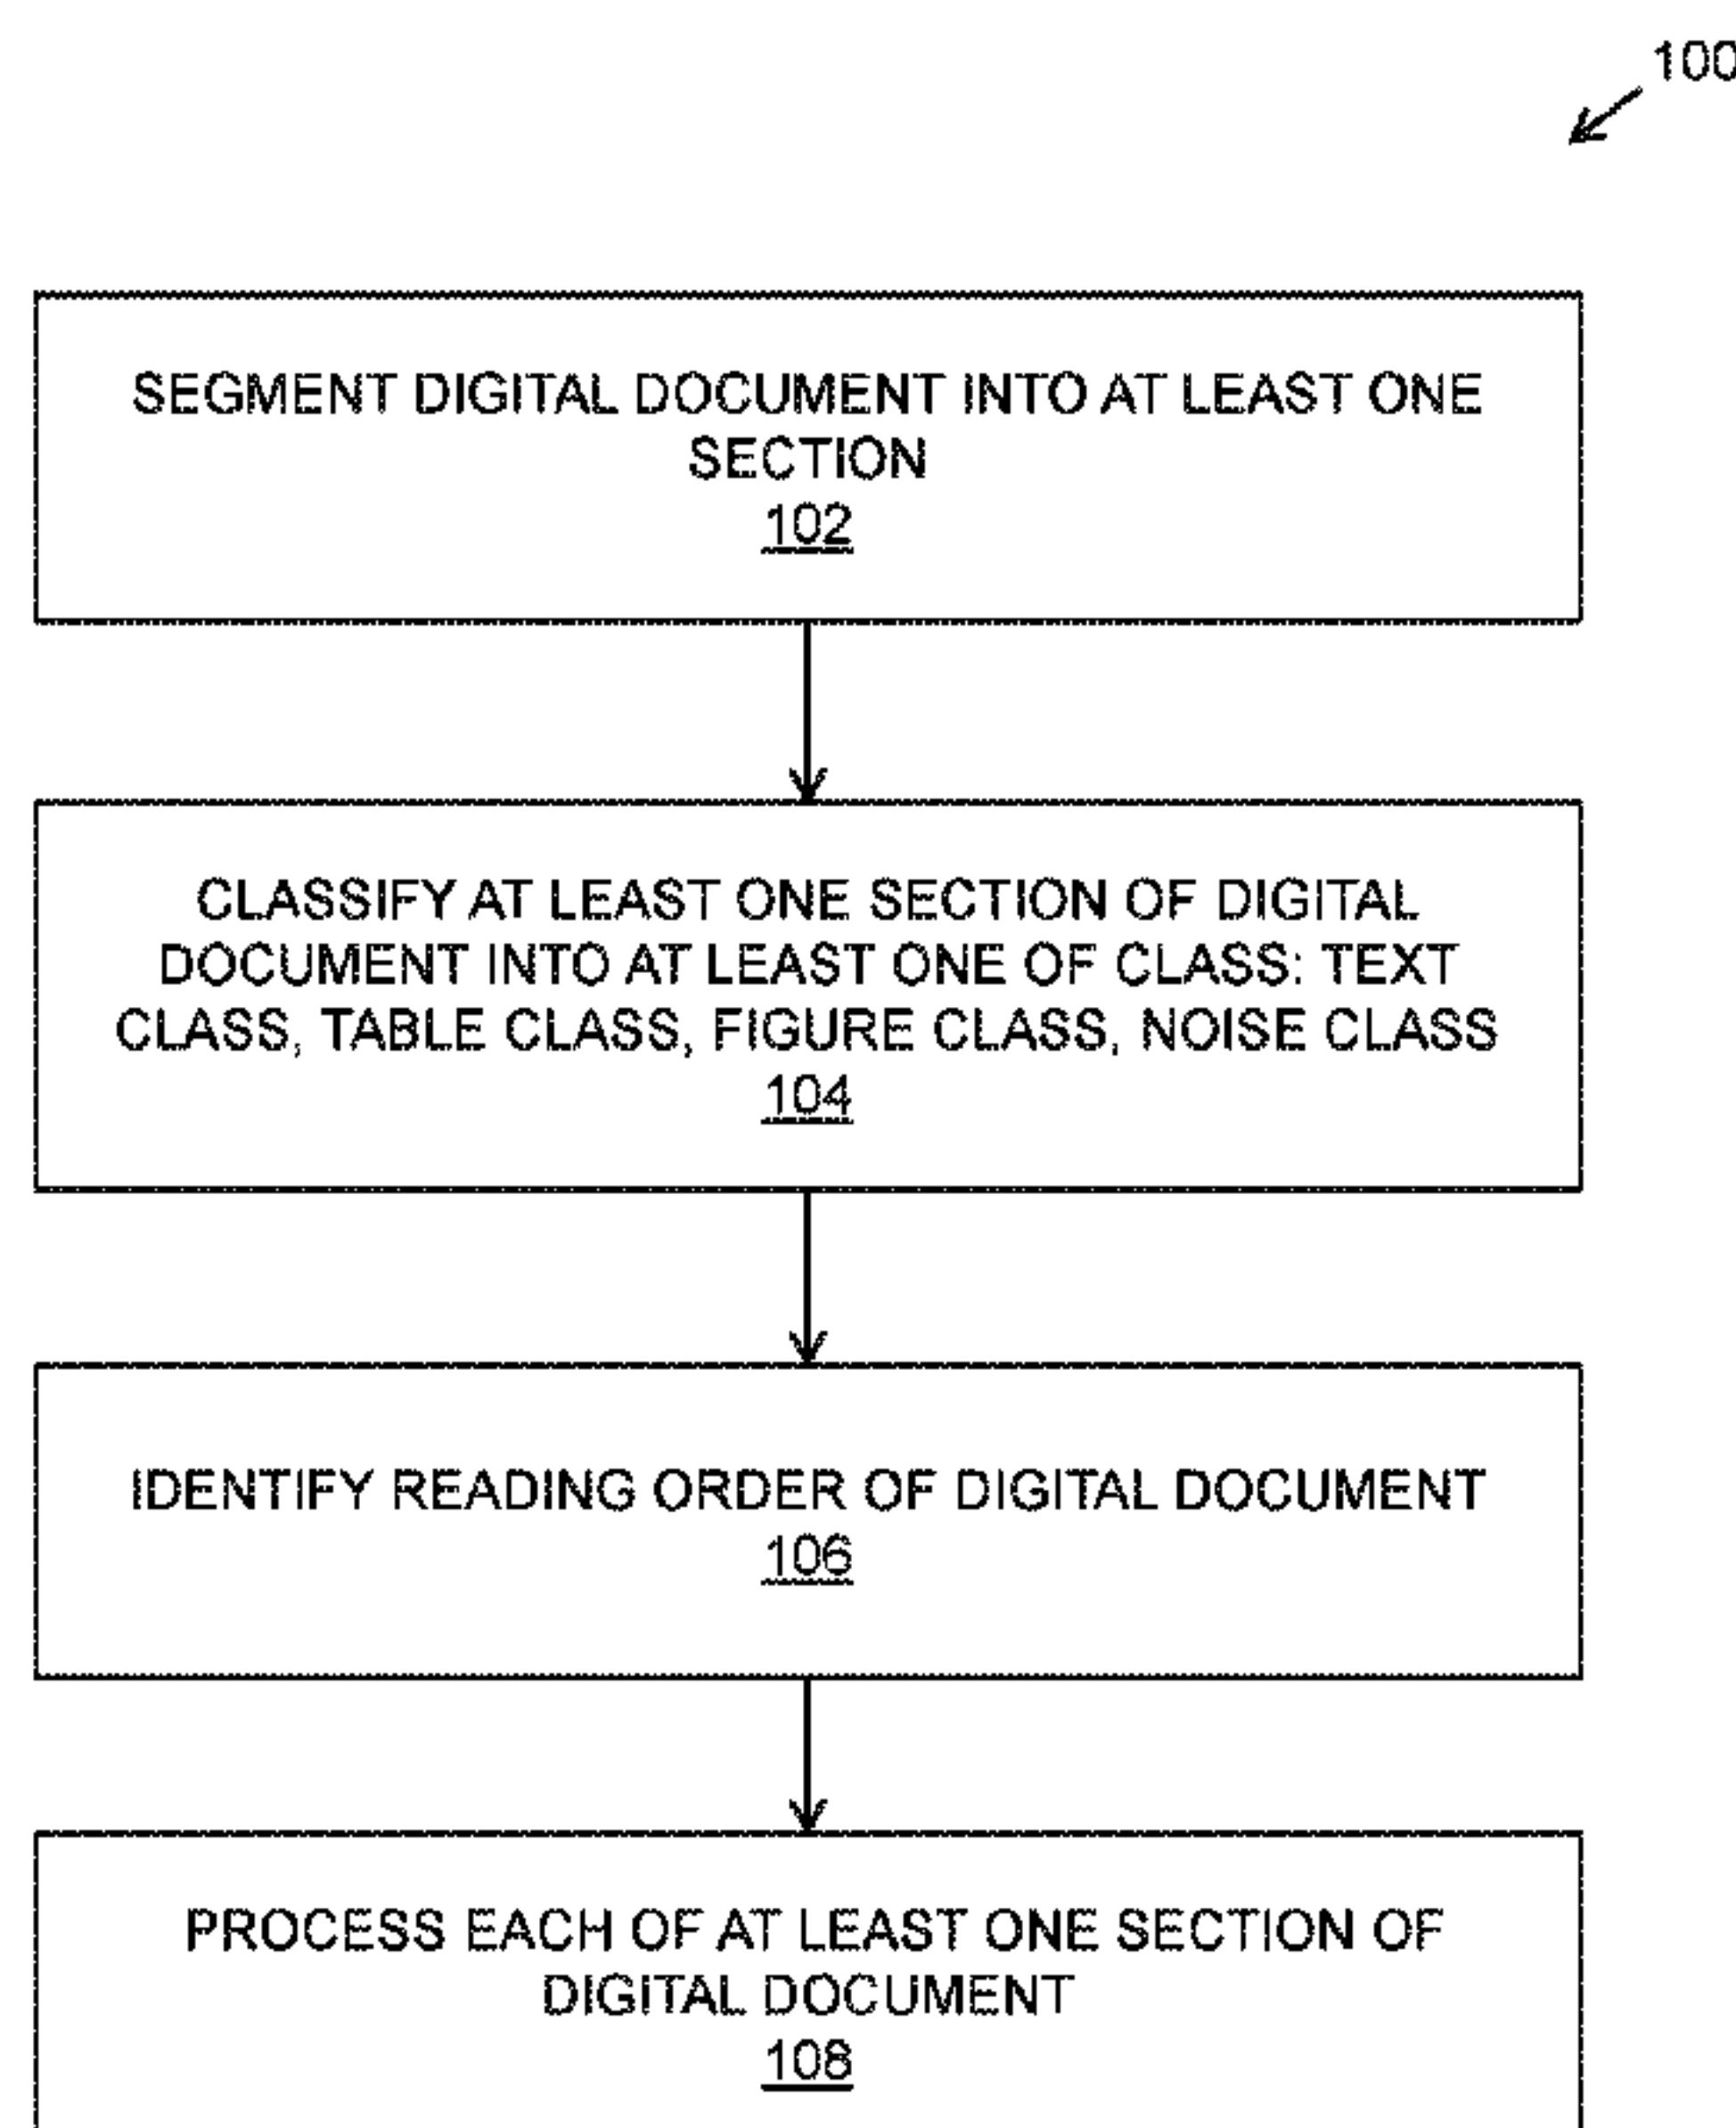 100
SEGMENT DIGITAL DOCUMENT INTO AT LEAST ONE
SECTION
102
CLASSIFY AT LEAST ONE SECTION OF DIGITAL
DOCUMENT INTO AT LEAST ONE OF CLASS: TEXT
CLASS, TABLE CLASS, FIGURE CLASS, NOISE CLASS
104
IDENTIFY READING ORDER OF DIGITAL DOCUMENT
106
PROCESS EACH OF AT LEAST ONE SECTION OF
DIGITAL DOCUMENT
108